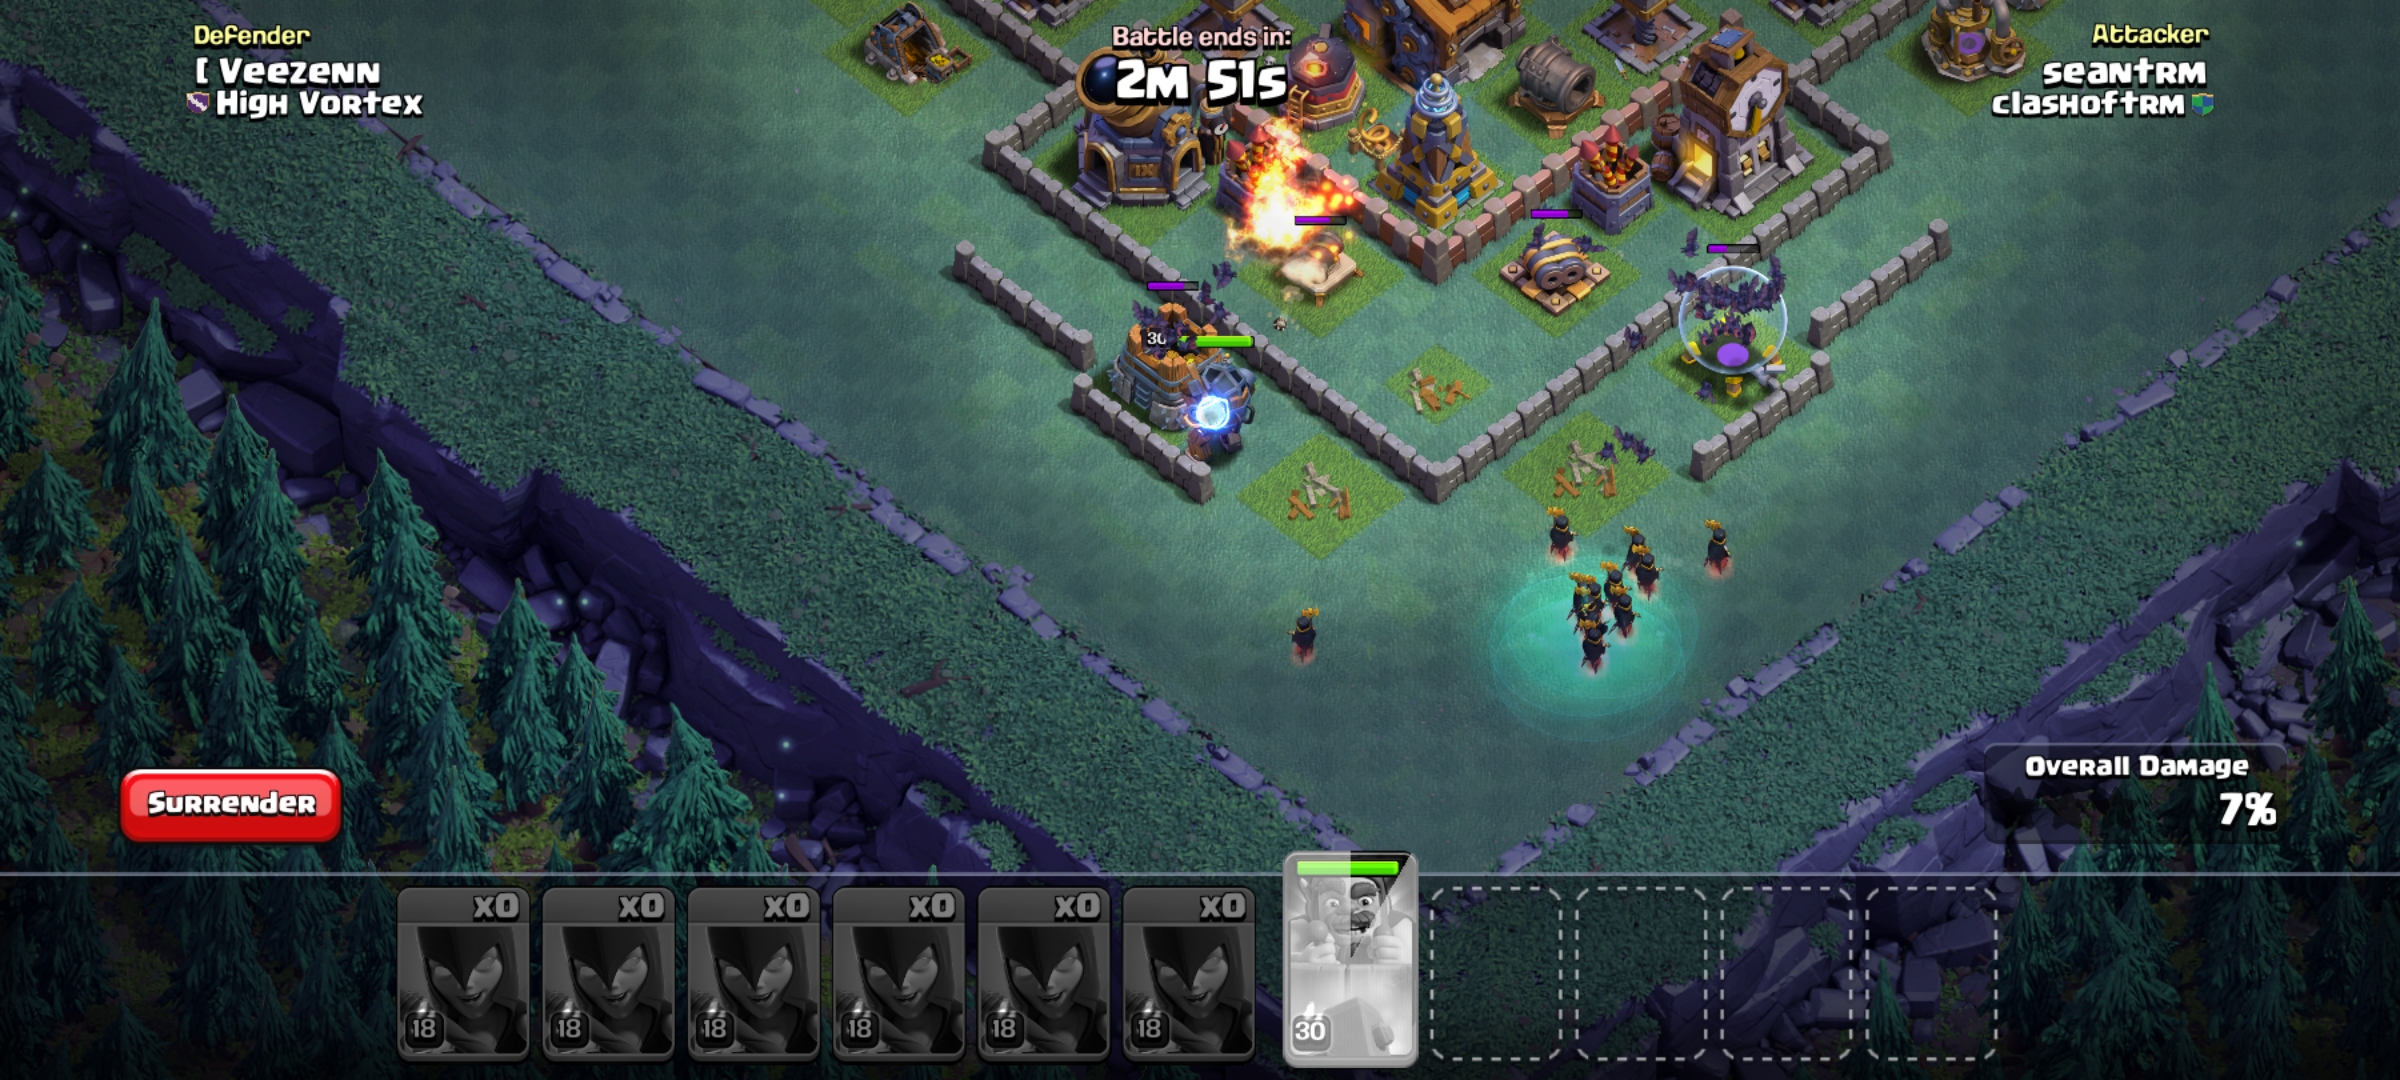 Defender
[ Veezenn
High Vortex
Battle ends in:
2M 51s
Attacker
seantRM
clashoftRM
30
Surrender
Overall Damage
7%
x0
x0
x0
x0
x0
x0
18
18
18
18
18
18
30